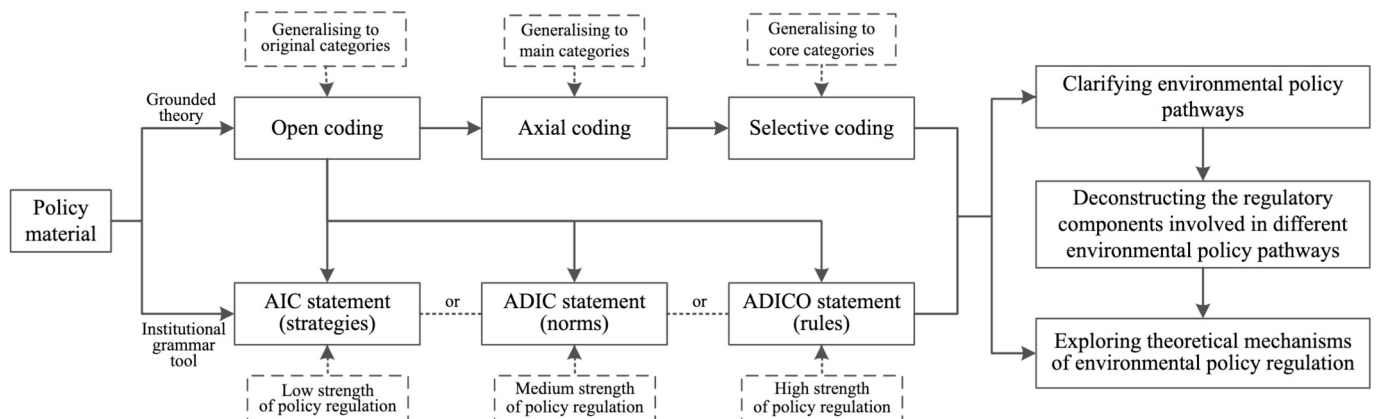 Generalising to
original categories
Generalising to
main categories
Generalising to
core categories
Grounded
theory
Open coding
Axial coding
Selective coding
Clarifying environmental policy
pathways
Policy
material
Deconstructing the regulatory
components involved in different
environmental policy pathways
Institutional
grammar
tool
AIC statement
(strategies)
or
ADIC statement
(norms)
or
ADICO statement
(rules)
Exploring theoretical mechanisms
of environmental policy regulation
Low strength
of policy regulation
Medium strength
of policy regulation
High strength
of policy regulation